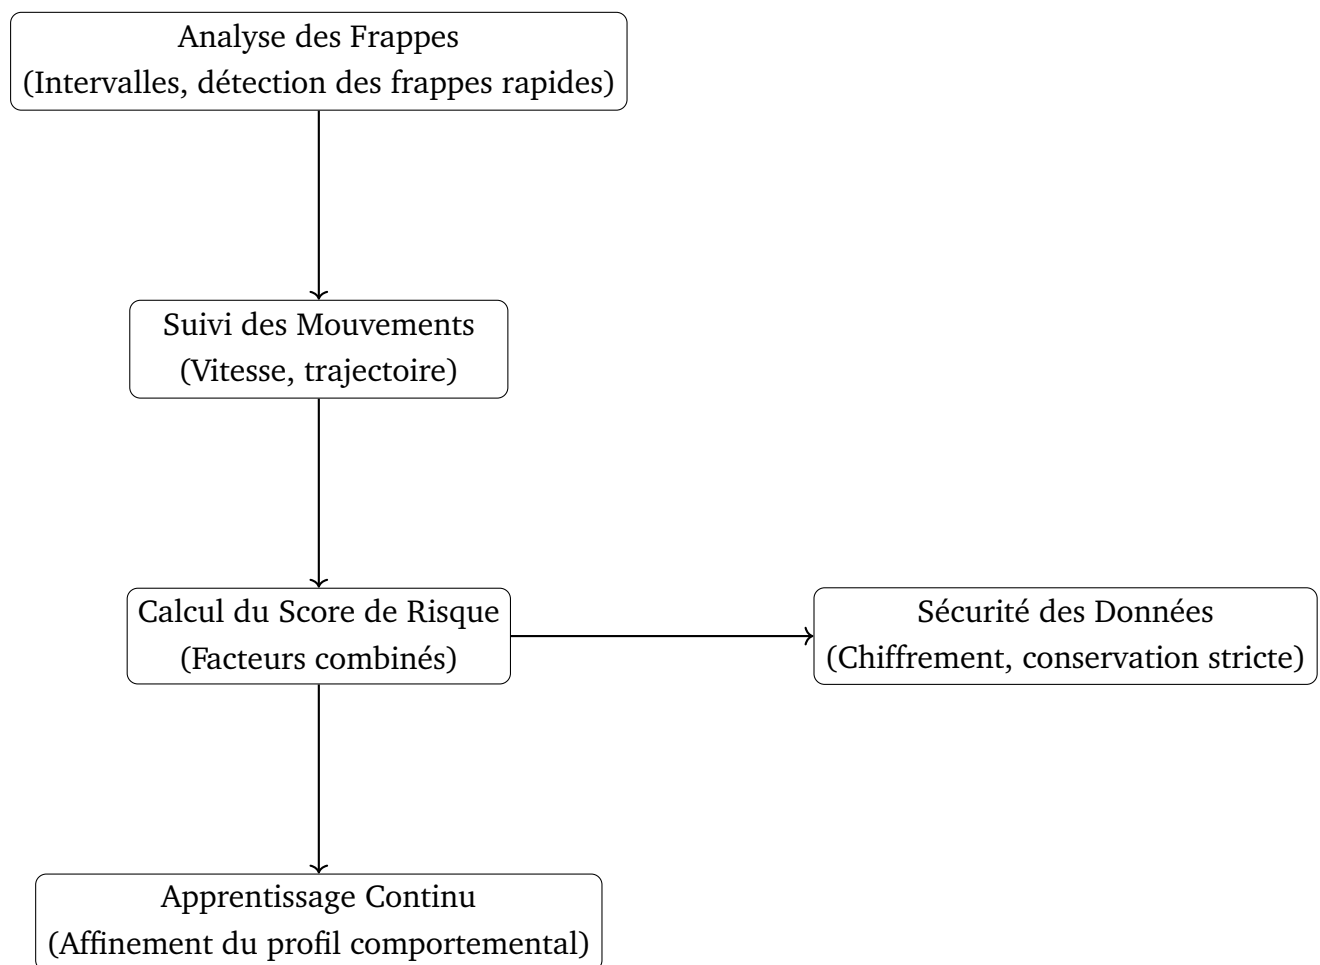 Analyse des Frappes
(Intervalles, détection des frappes rapides)
Suivi des Mouvements
(Vitesse, trajectoire)
Calcul du Score de Risque
(Facteurs combinés)
Sécurité des Données
(Chiffrement, conservation stricte)
Apprentissage Continu
(Affinement du profil comportemental)